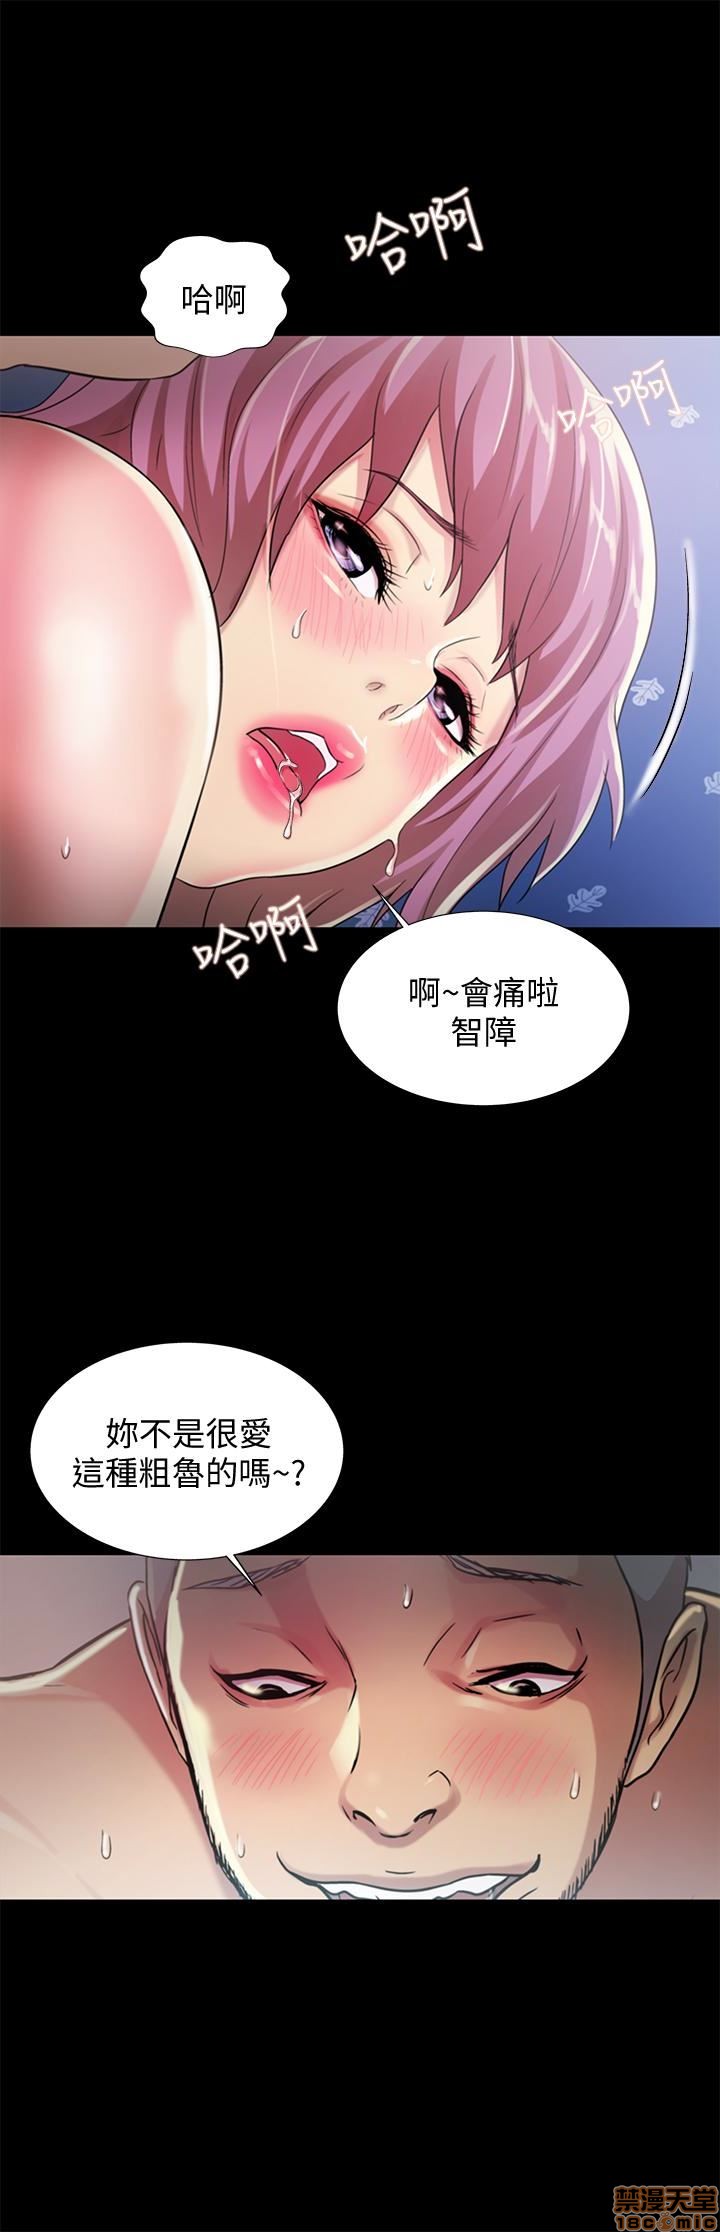 哈啊
哈啊
哈啊
哈啊
啊~會痛啦
智障
妳不是很愛
這種粗魯的嗎~?
禁漫天堂
18comic